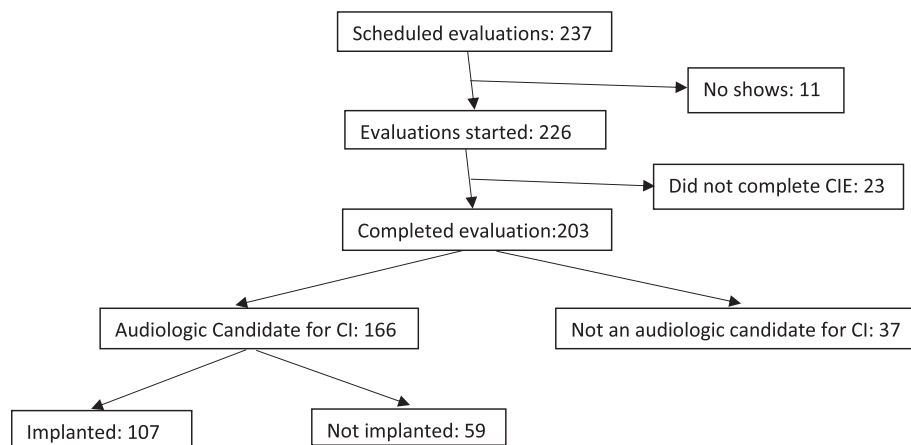 Scheduled evaluations: 237
No shows: 11
Evaluations started: 226
Did not complete CIE: 23
Completed evaluation:203
Audiologic Candidate for CI: 166
Not an audiologic candidate for CI: 37
Implanted: 107
Not implanted: 59